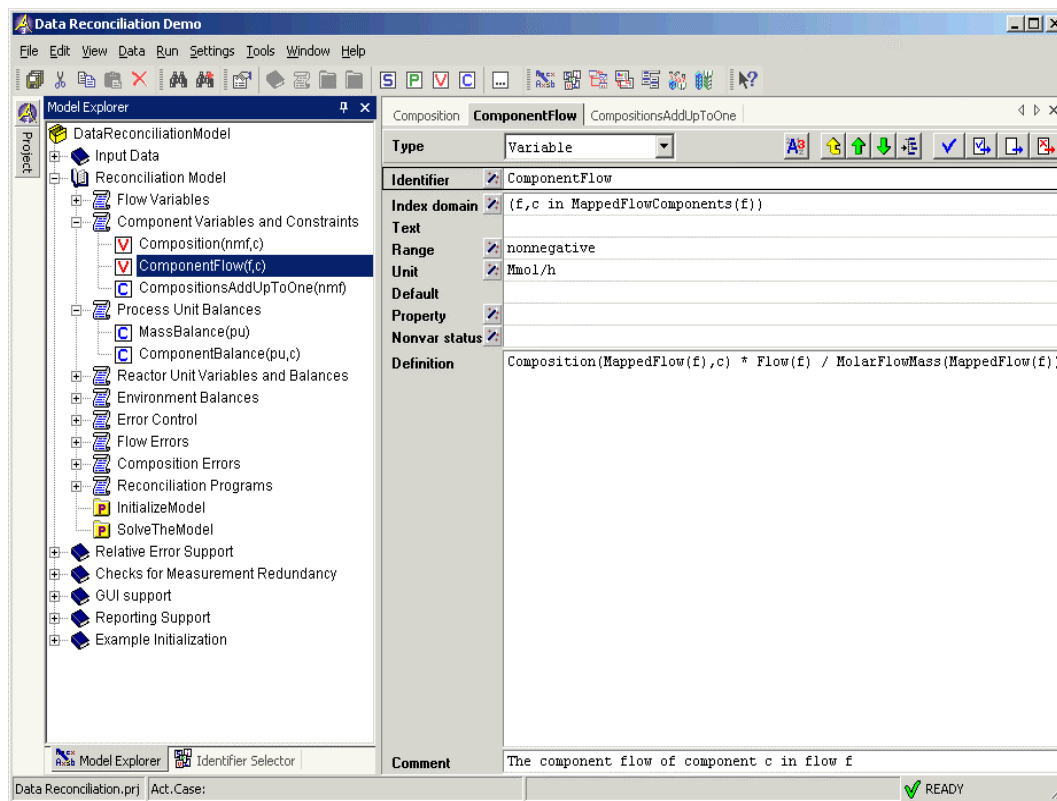 Data Reconciliation Demo
File Edit View Data Run Settings Tools Window Help
S P V C ...
Model Explorer
Project
DataReconciliationModel
Input Data
Reconciliation Model
Flow Variables
Component Variables and Constraints
V Composition(nmf,c)
V ComponentFlow(f,c)
C CompositionsAddUpToOne(nmf)
Process Unit Balances
C MassBalance(pu)
C ComponentBalance(pu,c)
Reactor Unit Variables and Balances
Environment Balances
Error Control
Flow Errors
Composition Errors
Reconciliation Programs
P InitializeModel
P SolveTheModel
Relative Error Support
Checks for Measurement Redundancy
GUI support
Reporting Support
Example Initialization
Model Explorer Identifier Selector
Composition ComponentFlow CompositionsAddUpToOne
Type Variable
Identifier ComponentFlow
Index domain (f,c in MappedFlowComponents(f))
Text
Range nonnegative
Unit Mmol/h
Default
Property
Nonvar status
Definition Composition(MappedFlow(f),c) * Flow(f) / MolarFlowMass(MappedFlow(f)
Comment The component flow of component c in flow f
Data Reconciliation.prj Act.Case: READY